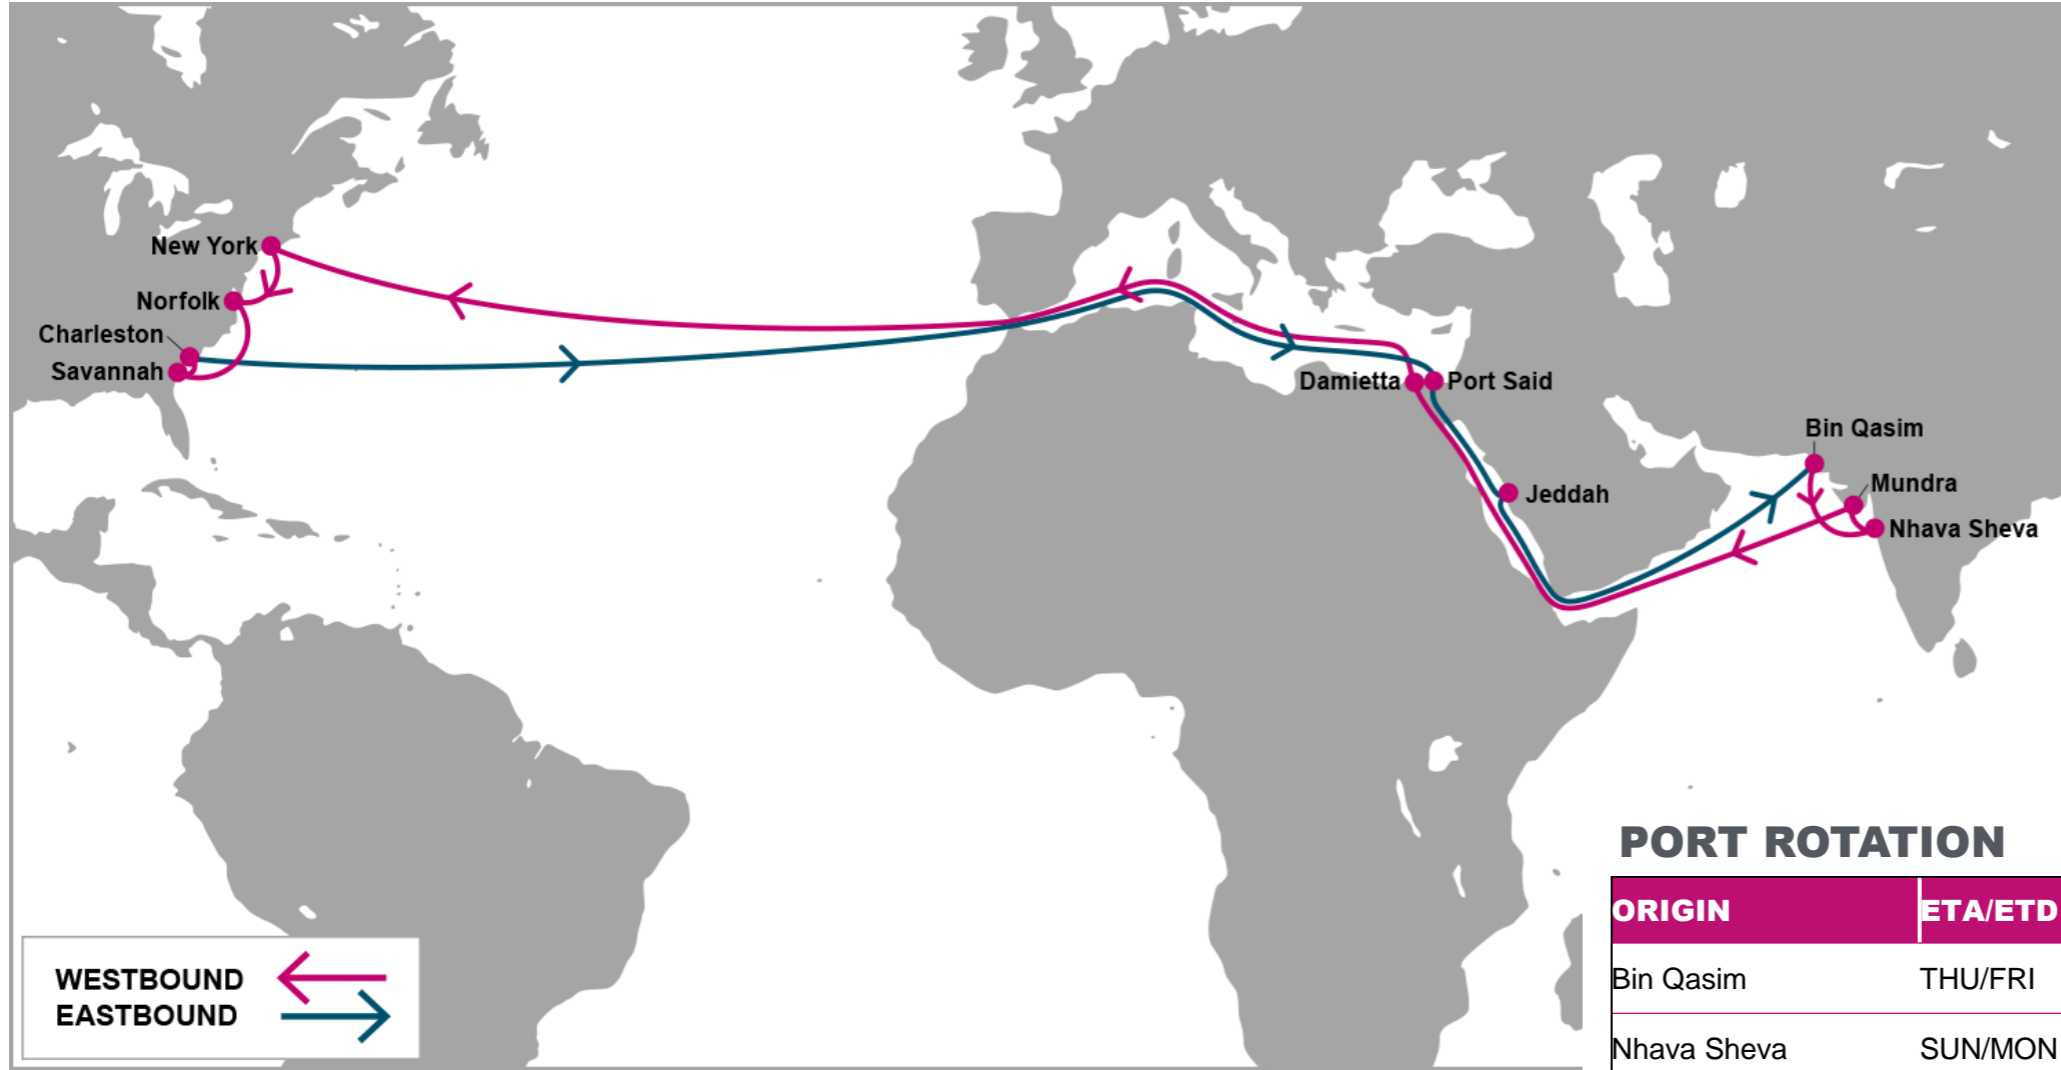 New York
Norfolk
Charleston
Savannah
Damietta
Port Said
Jeddah
Bin Qasim
Mundra
Nhava Sheva
WESTBOUND
EASTBOUND
PORT ROTATION
ORIGIN ETA/ETD
Bin Qasim THU/FRI
Nhava Sheva SUN/MON